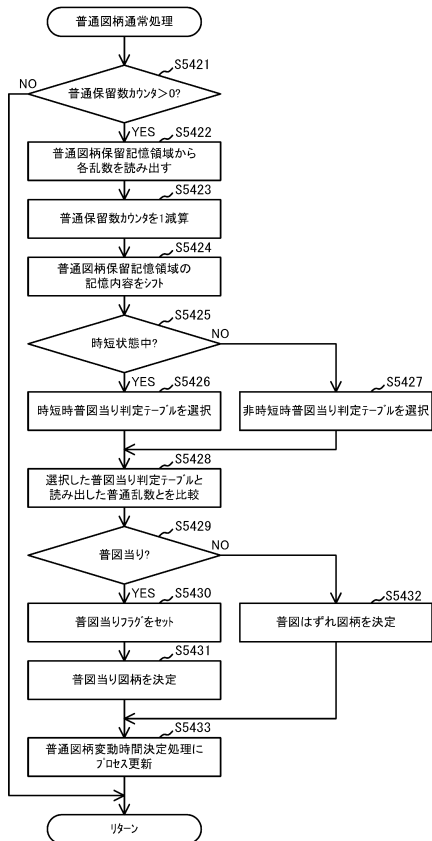 普通図柄通常処理
S5421
NO
普通保留数ｶｳﾝﾀ＞0?
YES
S5422
普通図柄保留記憶領域から
各乱数を読み出す
S5423
普通保留数ｶｳﾝﾀを1減算
S5424
普通図柄保留記憶領域の
記憶内容をｼﾌﾄ
S5425
時短状態中?
NO
YES
S5426
時短時普図当り判定ﾃｰﾌﾞﾙを選択
S5427
非時短時普図当り判定ﾃｰﾌﾞﾙを選択
S5428
選択した普図当り判定ﾃｰﾌﾞﾙと
読み出した普通乱数とを比較
S5429
普図当り?
NO
YES
S5430
普図当りﾌﾗｸﾞをｾｯﾄ
S5432
普図はずれ図柄を決定
S5431
普図当り図柄を決定
S5433
普通図柄変動時間決定処理に
ﾌﾟﾛｾｽ更新
ﾘﾀｰﾝ